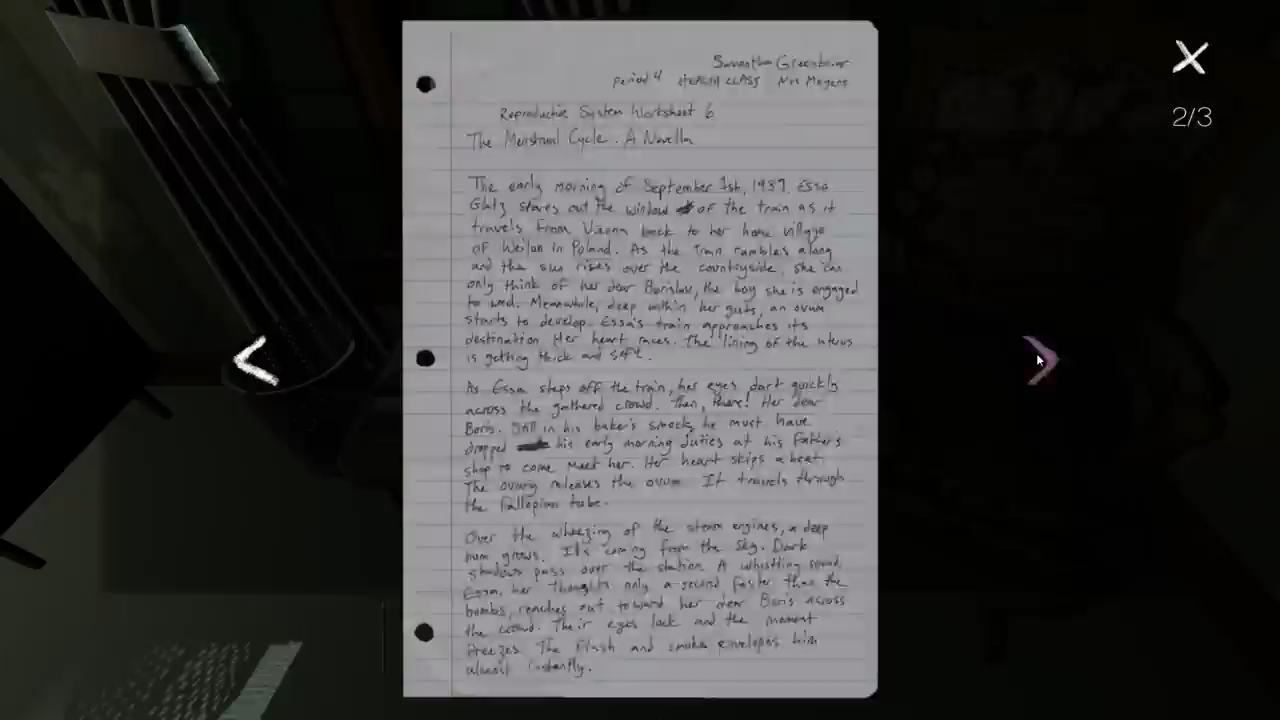 Samantha Greenbriar
Period 4 HEALTH CLASS Mrs Magens
2/3
Reproductive System Worksheet 6
The Menstrual Cycle. A Novella
The early morning of September 1st, 1939. Essa
Glatz stares out the window of the train as it
travels from Vienna back to her home village
of Weilun in Poland. As the train rambles along
and the sun rises over the countryside, she can
only think of her dear Borislav, the boy she is engaged
to wed. Meanwhile, deep within her guts, an ovum
starts to develop. Essa's train approaches its
destination. Her heart races. The lining of the uterus
is getting thick and soft.
As Essa steps off the train, her eyes dart quickly
across the gathered crowd. Then, there! Her dear
Boris. Still in his baker's smock, he must have
dropped his early morning duties at his father's
shop to come meet her. Her heart skips a beat.
The ovary releases the ovum. It travels through
the fallopian tube.
Over the wheezing of the steam engines, a deep
hum grows. It's coming from the sky. Dark
shadows pass over the station. A whistling sound.
Essa, her thoughts only a second faster than the
bombs, reaches out toward her dear Boris across
the crowd. Their eyes lock and the moment
freezes. The flash and smoke envelopes him
almost instantly.